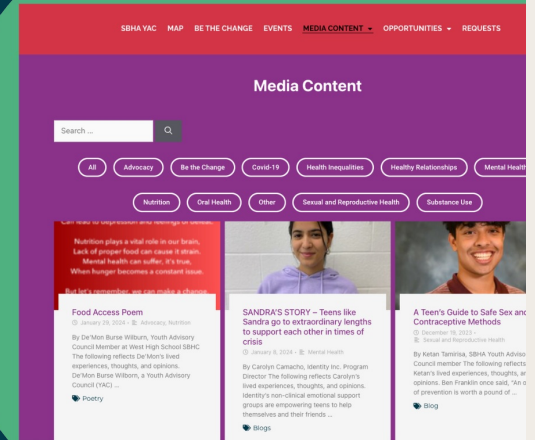 SBHA YAC MAP BE THE CHANGE EVENTS MEDIA CONTENT OPPORTUNITIES REQUESTS
Media Content
Search ...
All Advocacy Be the Change Covid-19 Health Inequalities Healthy Relationships Mental Health
Nutrition Oral Health Other Sexual and Reproductive Health Substance Use
Can lead to depression and feelings of defeat.
Nutrition plays a vital role in our brain,
Lack of proper food can cause it strain.
Mental health can suffer, it's true,
When hunger becomes a constant issue.
But let's remember, we can make a change,
Food Access Poem
January 29, 2024 - Advocacy, Nutrition
By De'Mon Burse Wilburn, Youth Advisory
Council Member at West High School SBHC
The following reflects De'Mon's lived
experiences, thoughts, and opinions.
De'Mon Burse Wilborn, a Youth Advisory
Council (YAC) ...
Poetry
SANDRA'S STORY – Teens like
Sandra go to extraordinary lengths
to support each other in times of
crisis
January 8, 2024 - Mental Health
By Carolyn Camacho, Identity Inc. Program
Director The following reflects Carolyn's
lived experiences, thoughts, and opinions.
Identity's non-clinical emotional support
groups are empowering teens to help
themselves and their friends ...
Blogs
A Teen's Guide to Safe Sex and
Contraceptive Methods
December 18, 2023 -
Sexual and Reproductive Health
By Ketan Tamirisa, SBHA Youth Adviso
Council member The following reflects
Ketan's lived experiences, thoughts, an
opinions. Ben Franklin once said, "An o
of prevention is worth a pound of ...
Blog